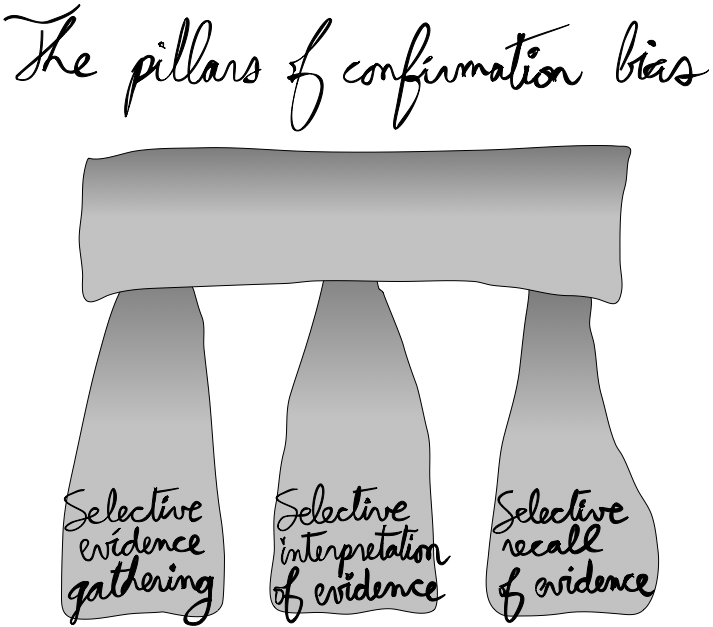 The pillars of confirmation bias
Selective
evidence
gathering
Selective
interpretation
of evidence
Selective
recall
of evidence